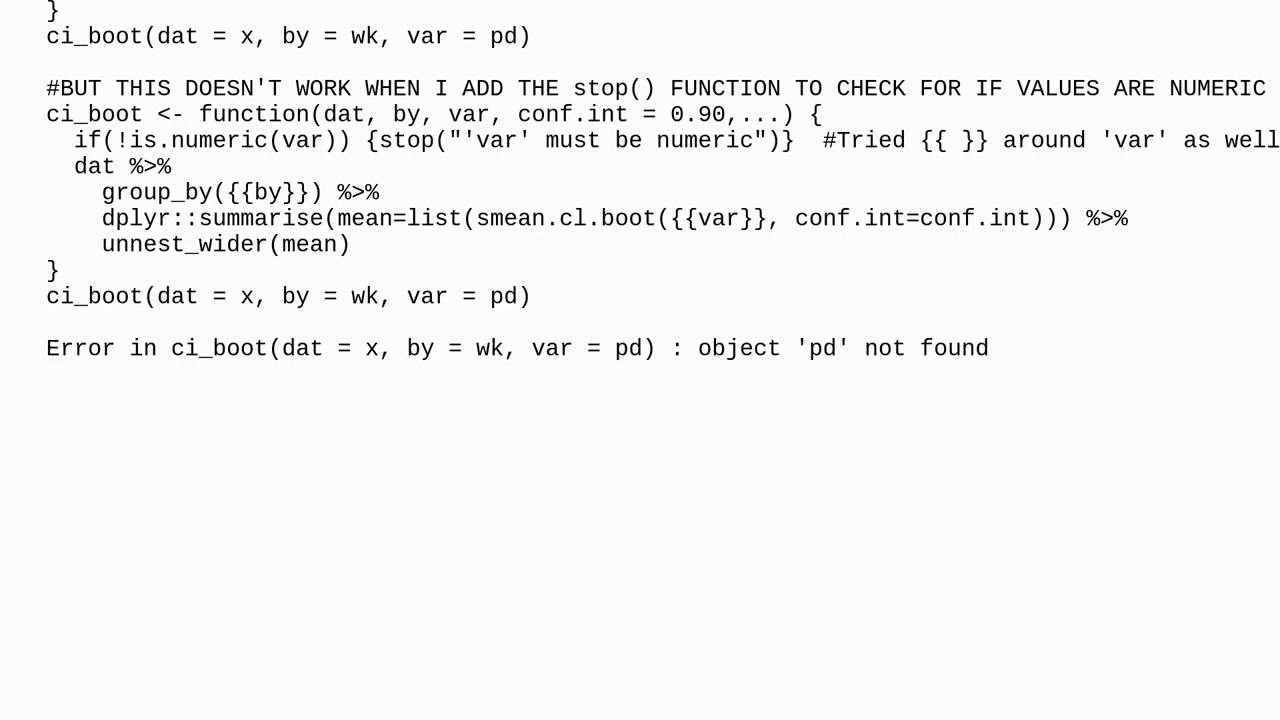 }
ci_boot(dat = x, by = wk, var = pd)
#BUT THIS DOESN'T WORK WHEN I ADD THE stop() FUNCTION TO CHECK FOR IF VALUES ARE NUMERIC
ci_boot <- function(dat, by, var, conf.int = 0.90,...) {
  if(!is.numeric(var)) {stop("'var' must be numeric")}  #Tried {{ }} around 'var' as well
  dat %>%
    group_by({{by}}) %>%
    dplyr::summarise(mean=list(smean.cl.boot({{var}}, conf.int=conf.int))) %>%
    unnest_wider(mean)
}
ci_boot(dat = x, by = wk, var = pd)
Error in ci_boot(dat = x, by = wk, var = pd) : object 'pd' not found